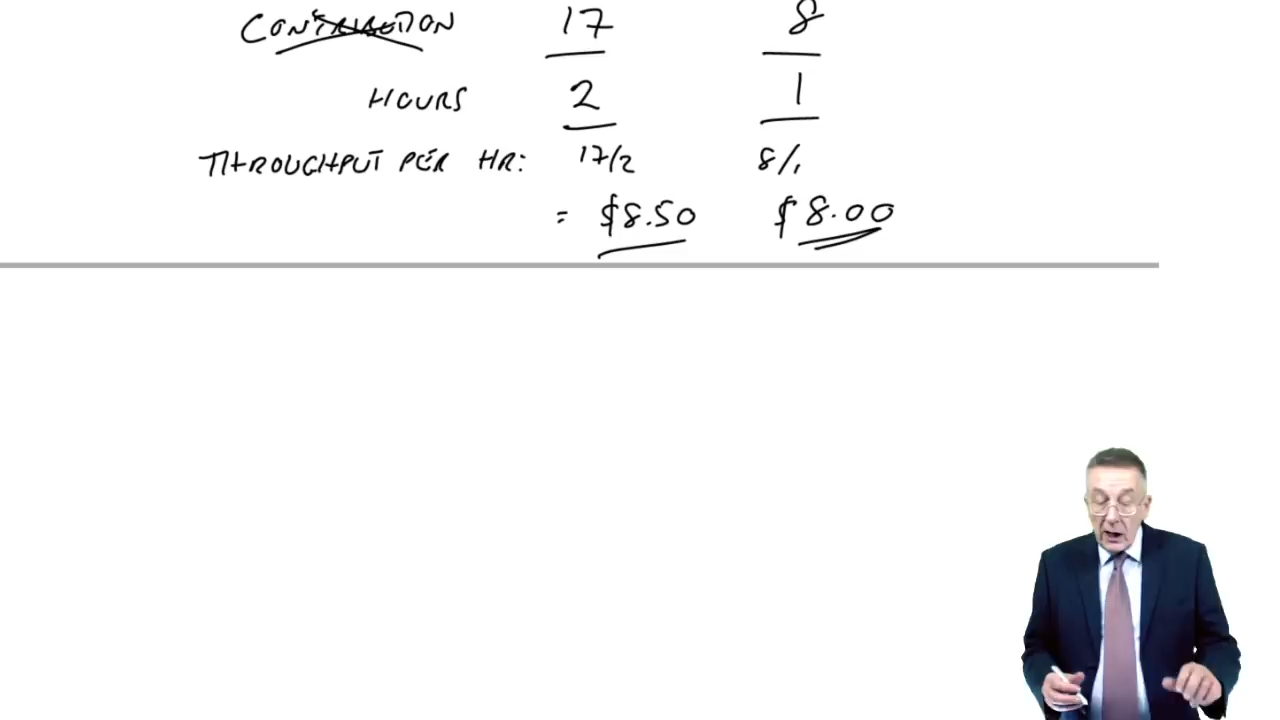 CONTRIBUTION 17 8
HOURS 2 1
THROUGHPUT PER HR: 17/2 8/1
= $8.50 $8.00